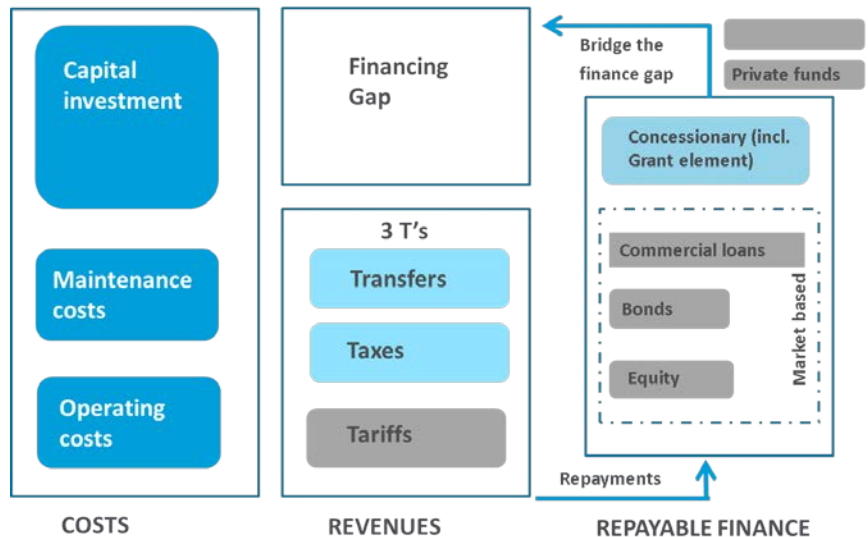 Capital
investment
Maintenance
costs
Operating
costs
COSTS
Financing
Gap
3 T's
Transfers
Taxes
Tariffs
REVENUES
Bridge the
finance gap
Private funds
Concessionary (incl.
Grant element)
Commercial loans
Bonds
Equity
Market based
Repayments
REPAYABLE FINANCE